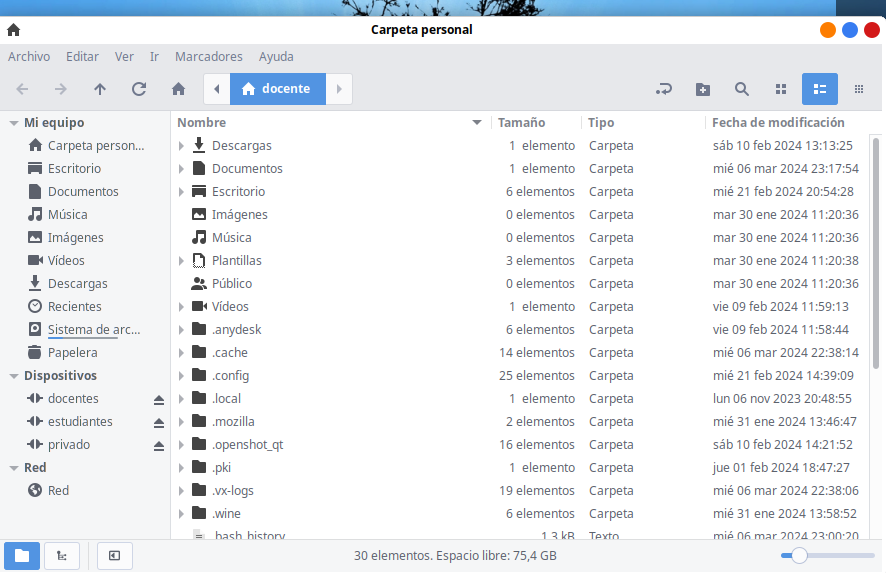 Carpeta personal
Archivo Editar Ver Ir Marcadores Ayuda
docente
Mi equipo
Carpeta person...
Escritorio
Documentos
Música
Imágenes
Vídeos
Descargas
Recientes
Sistema de arc...
Papelera
Dispositivos
docentes
estudiantes
privado
Red
Red
Nombre Tamaño Tipo Fecha de modificación
Descargas 1 elemento Carpeta sáb 10 feb 2024 13:13:25
Documentos 1 elemento Carpeta mié 06 mar 2024 23:17:54
Escritorio 6 elementos Carpeta mié 21 feb 2024 20:54:28
Imágenes 0 elementos Carpeta mar 30 ene 2024 11:20:36
Música 0 elementos Carpeta mar 30 ene 2024 11:20:36
Plantillas 3 elementos Carpeta mar 30 ene 2024 11:20:38
Público 0 elementos Carpeta mar 30 ene 2024 11:20:36
Vídeos 1 elemento Carpeta vie 09 feb 2024 11:59:13
.anydesk 6 elementos Carpeta vie 09 feb 2024 11:58:44
.cache 14 elementos Carpeta mié 06 mar 2024 22:38:14
.config 25 elementos Carpeta mié 21 feb 2024 14:39:09
.local 1 elemento Carpeta lun 06 nov 2023 20:48:55
.mozilla 2 elementos Carpeta mié 31 ene 2024 13:46:47
.openshot_qt 16 elementos Carpeta sáb 10 feb 2024 14:21:52
.pki 1 elemento Carpeta jue 01 feb 2024 18:47:27
.vx-logs 19 elementos Carpeta mié 06 mar 2024 22:38:06
.wine 6 elementos Carpeta mié 31 ene 2024 13:58:52
.bash_history 1,3 kB Texto mié 06 mar 2024 23:00:20
30 elementos. Espacio libre: 75,4 GB